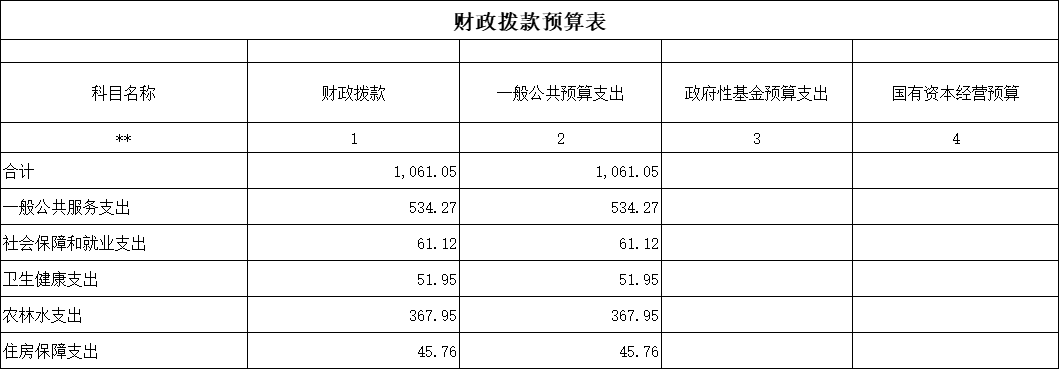 财政拨款预算表
科目名称 财政拨款 一般公共预算支出 政府性基金预算支出 国有资本经营预算
** 1 2 3 4
合计 1,061.05 1,061.05
一般公共服务支出 534.27 534.27
社会保障和就业支出 61.12 61.12
卫生健康支出 51.95 51.95
农林水支出 367.95 367.95
住房保障支出 45.76 45.76